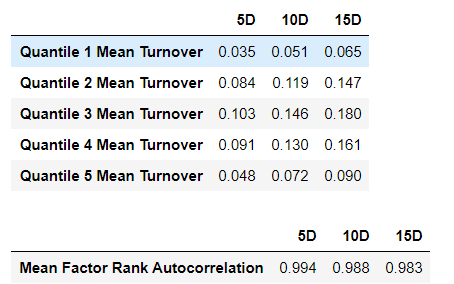 5D 10D 15D
Quantile 1 Mean Turnover 0.035 0.051 0.065
Quantile 2 Mean Turnover 0.084 0.119 0.147
Quantile 3 Mean Turnover 0.103 0.146 0.180
Quantile 4 Mean Turnover 0.091 0.130 0.161
Quantile 5 Mean Turnover 0.048 0.072 0.090
5D 10D 15D
Mean Factor Rank Autocorrelation 0.994 0.988 0.983